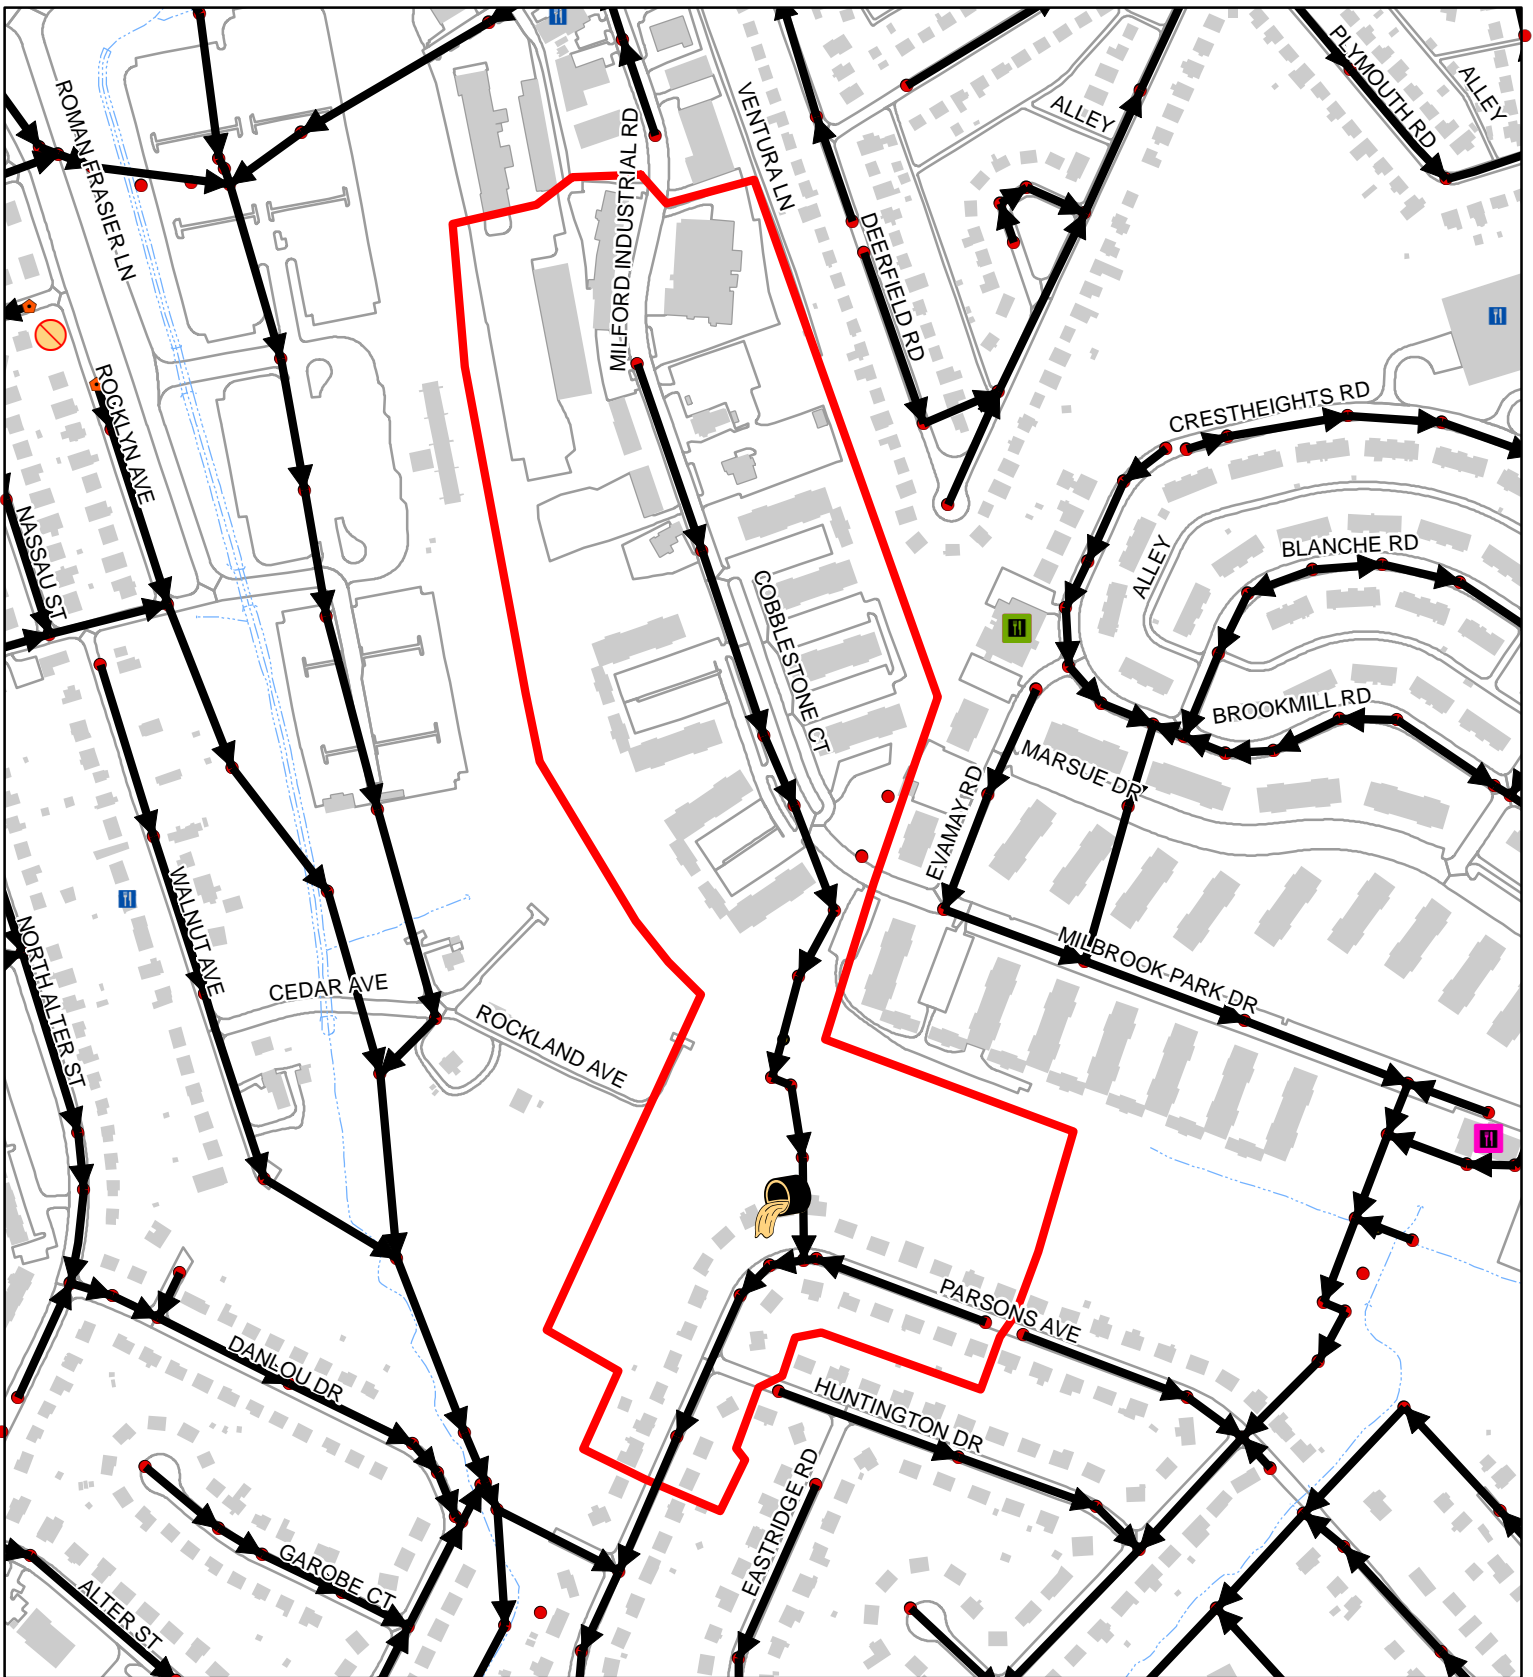 ROMAN FRASIER LN
MILFORD INDUSTRIAL RD
VENTURA LN
ALLEY
PLYMOUTH RD
ALLEY
DEERFIELD RD
ROCKLYN AVE
NASSAU ST
CRESTHEIGHTS RD
BLANCHE RD
ALLEY
COBBLESTONE CT
BROOKMILL RD
MARSUE DR
EVAMAY RD
WALNUT AVE
NORTH ALTER ST
CEDAR AVE
ROCKLAND AVE
MILBROOK PARK DR
PARSONS AVE
DANLOU DR
HUNTINGTON DR
EASTRIDGE RD
GAROBE CT
ALTER ST